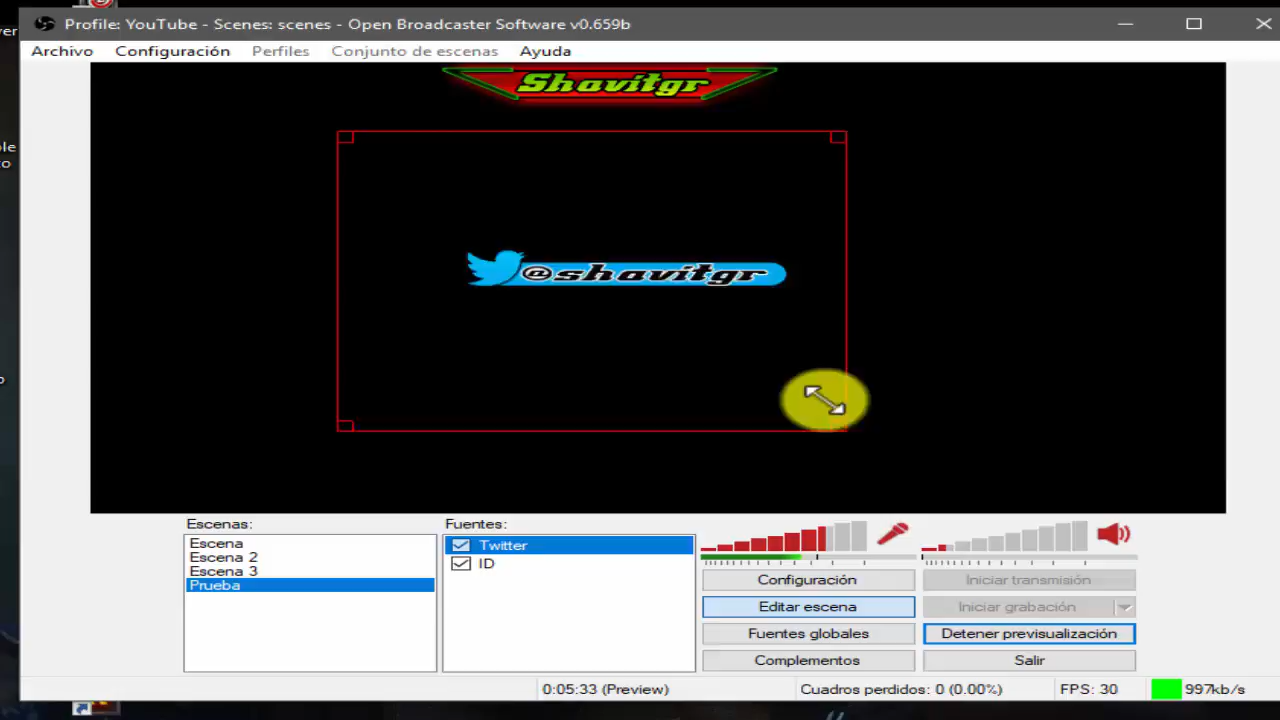 Profile: YouTube - Scenes: scenes - Open Broadcaster Software v0.659b
Archivo Configuración Perfiles Conjunto de escenas Ayuda
Shavitgr
@shavitgr
Escenas:
Escena
Escena 2
Escena 3
Prueba
Fuentes:
Twitter
ID
Configuración
Editar escena
Fuentes globales
Complementos
Iniciar transmisión
Iniciar grabación
Detener previsualización
Salir
0:05:33 (Preview) Cuadros perdidos: 0 (0.00%) FPS: 30 997kb/s